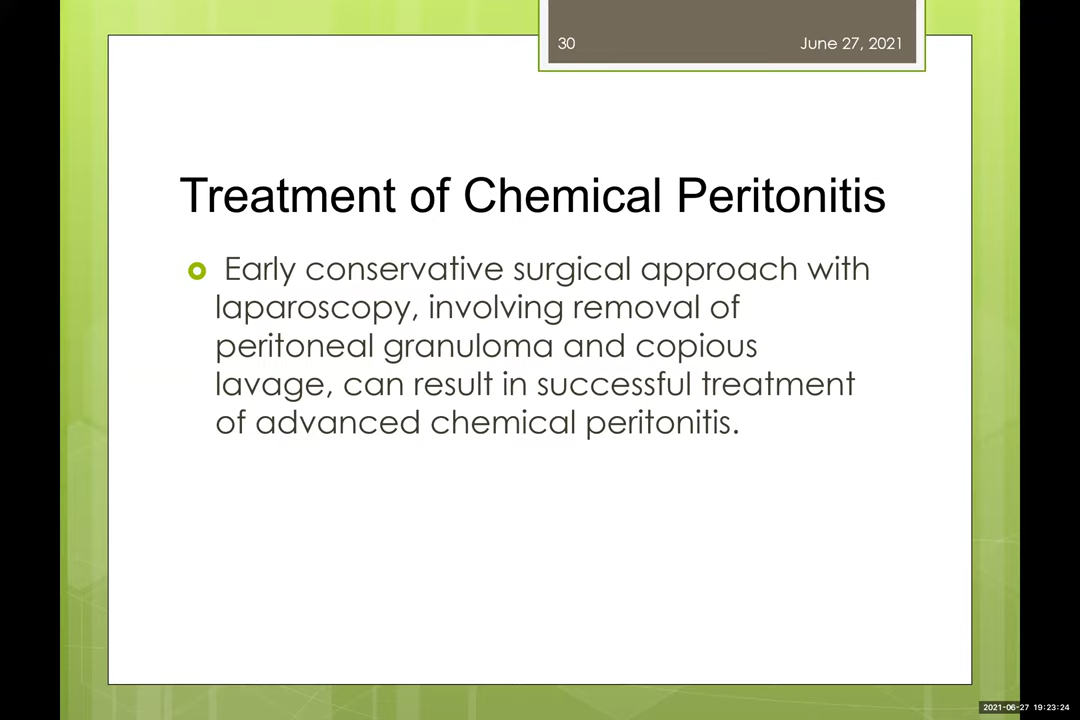 30 June 27, 2021
Treatment of Chemical Peritonitis
Early conservative surgical approach with
laparoscopy, involving removal of
peritoneal granuloma and copious
lavage, can result in successful treatment
of advanced chemical peritonitis.
2021-06-27 19:23:24